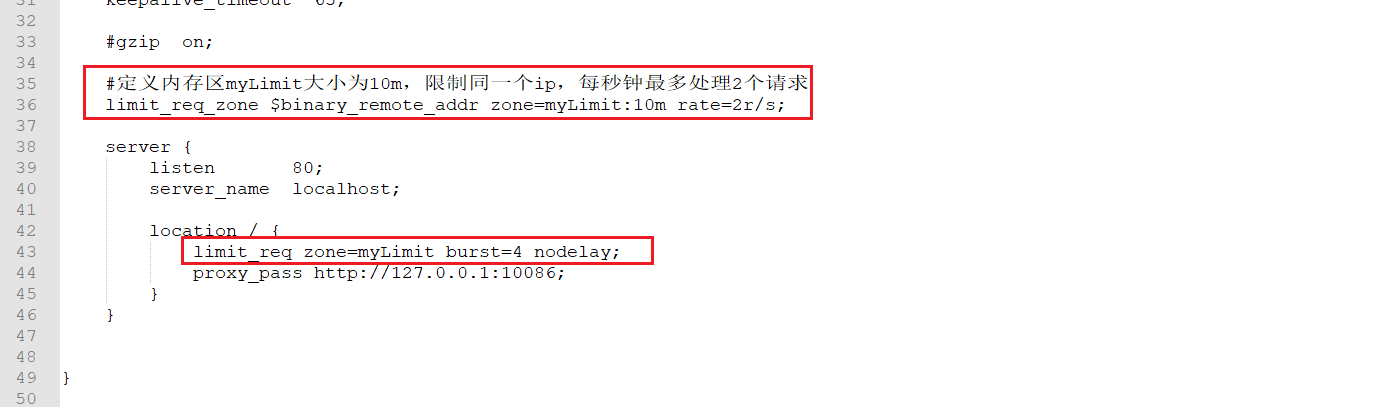 31 keepalive_timeout 65;
32
33 #gzip on;
34
35 #定义内存区myLimit大小为10m，限制同一个ip，每秒钟最多处理2个请求
36 limit_req_zone $binary_remote_addr zone=myLimit:10m rate=2r/s;
37
38 server {
39 listen 80;
40 server_name localhost;
41
42 location / {
43 limit_req zone=myLimit burst=4 nodelay;
44 proxy_pass http://127.0.0.1:10086;
45 }
46 }
47
48
49 }
50